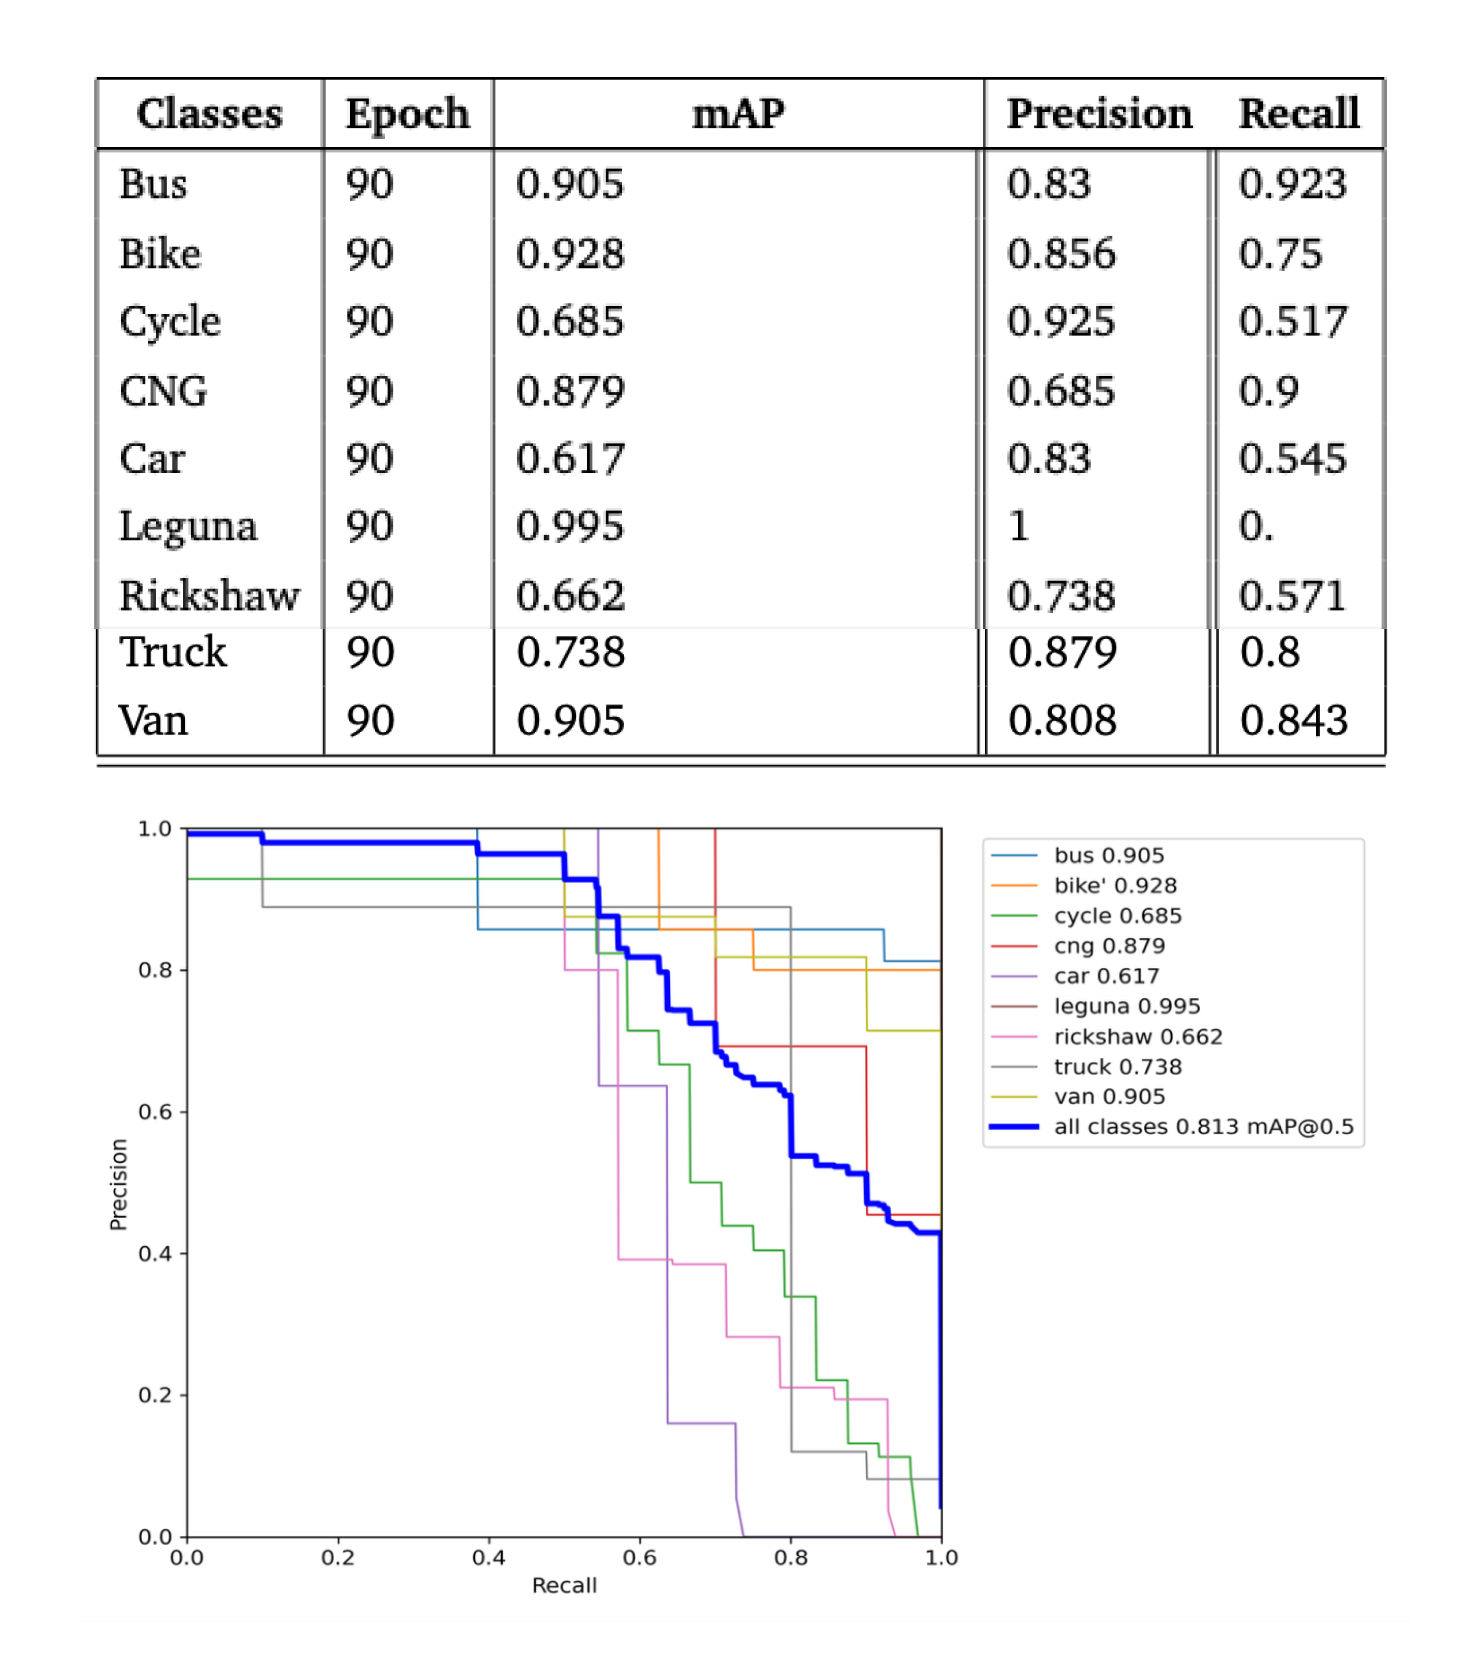 Classes Epoch mAP Precision Recall
Bus 90 0.905 0.83 0.923
Bike 90 0.928 0.856 0.75
Cycle 90 0.685 0.925 0.517
CNG 90 0.879 0.685 0.9
Car 90 0.617 0.83 0.545
Leguna 90 0.995 1 0.
Rickshaw 90 0.662 0.738 0.571
Truck 90 0.738 0.879 0.8
Van 90 0.905 0.808 0.843
1.0
0.8
0.6
0.4
0.2
0.0
Precision
0.0 0.2 0.4 0.6 0.8 1.0
Recall
bus 0.905
bike' 0.928
cycle 0.685
cng 0.879
car 0.617
leguna 0.995
rickshaw 0.662
truck 0.738
van 0.905
all classes 0.813 mAP@0.5